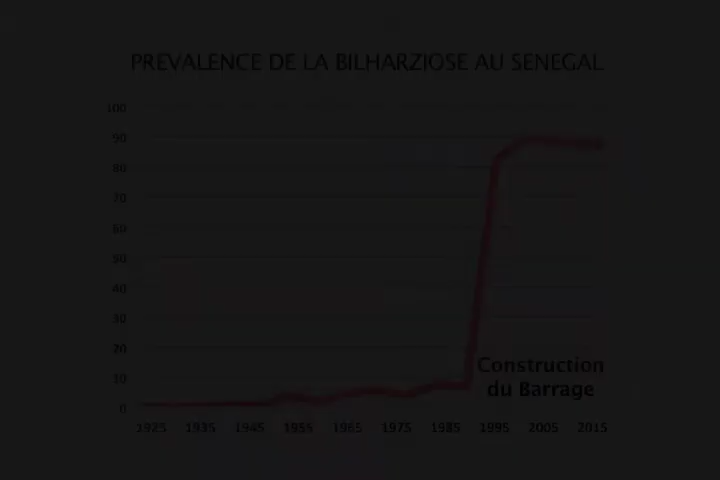 PREVALENCE DE LA BILHARZIOSE AU SENEGAL
100
90
80
70
60
50
40
30
20
10
0
Construction
du Barrage
1925 1935 1945 1955 1965 1975 1985 1995 2005 2015